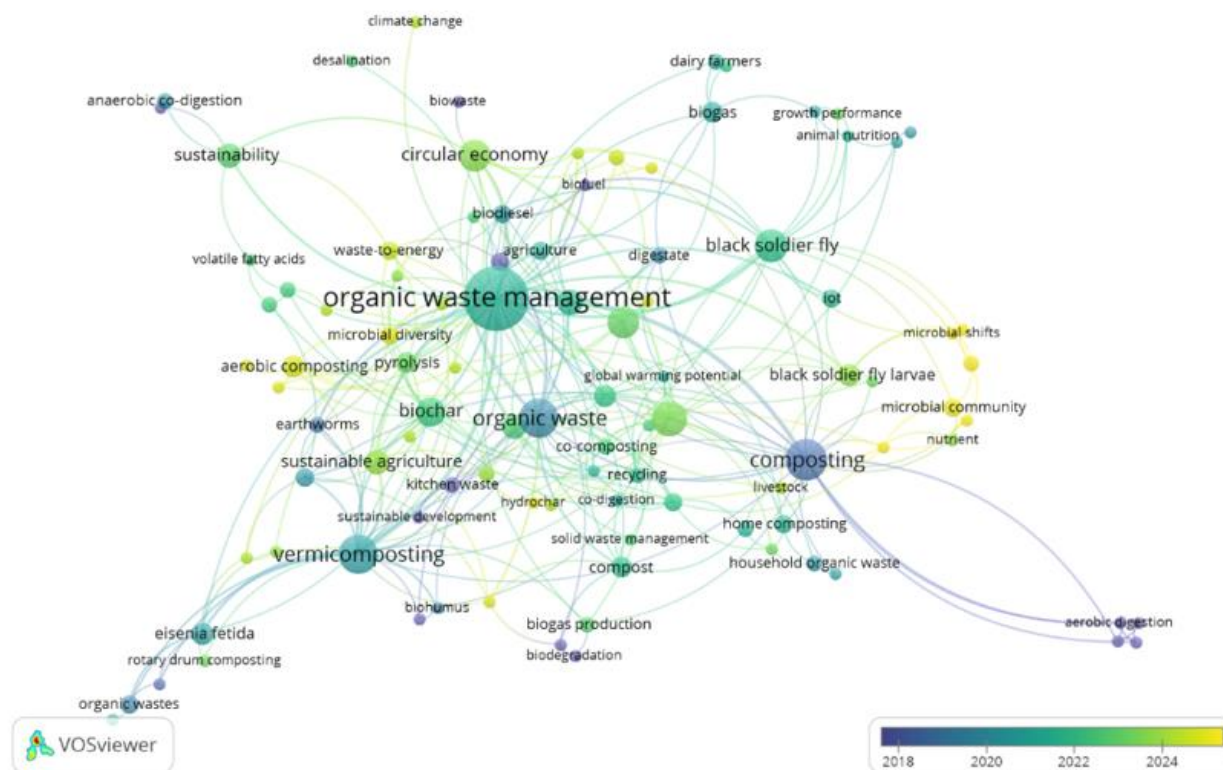 climate change
desalination
dairy farmers
anaerobic co-digestion
biowaste
biogas
growth performance
animal nutrition
sustainability
circular economy
biofuel
biodiesel
black soldier fly
waste-to-energy
agriculture
digestate
volatile fatty acids
organic waste management
iot
microbial diversity
microbial shifts
aerobic composting
pyrolysis
global warming potential
black soldier fly larvae
biochar
organic waste
microbial community
earthworms
co-composting
nutrient
sustainable agriculture
composting
kitchen waste
recycling
livestock
hydrochar
co-digestion
sustainable development
home composting
solid waste management
vermicomposting
compost
household organic waste
biohumus
aerobic digestion
eisenia fetida
biogas production
rotary drum composting
biodegradation
organic wastes
VOSviewer
2018 2020 2022 2024